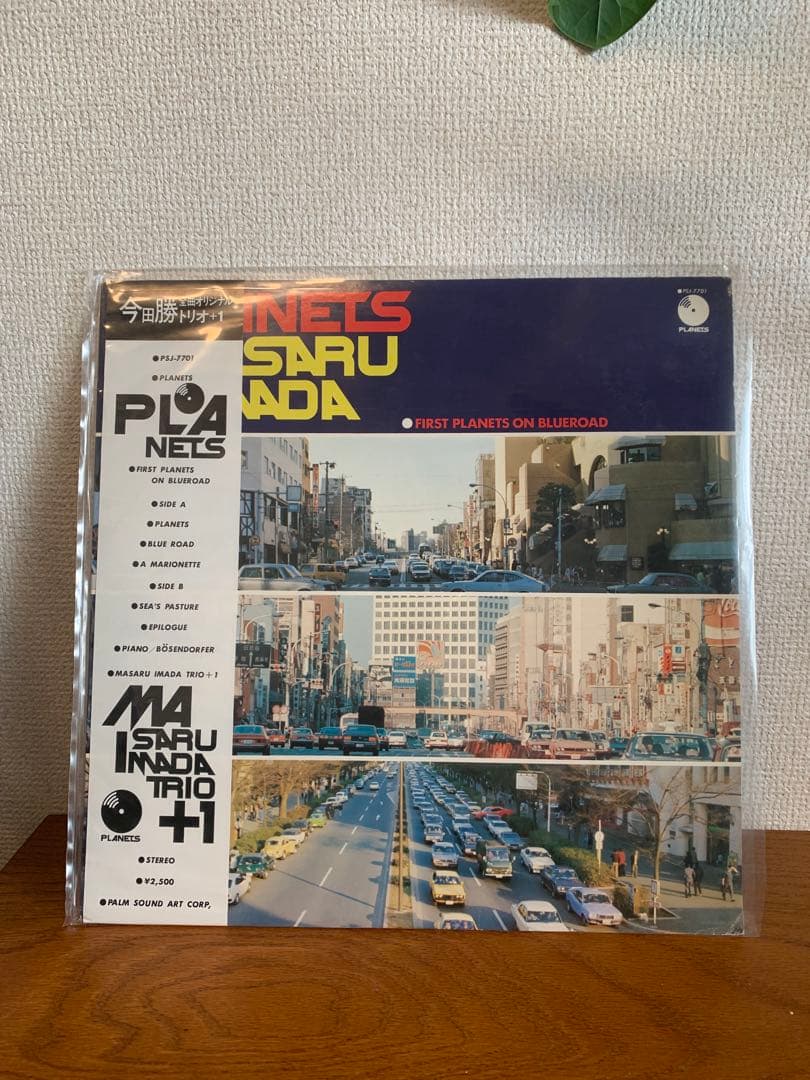 今田勝
全曲オリジナル
トリオ+1
●PSJ-7701
●PLANETS
PLA
NETS
●FIRST PLANETS
ON BLUEROAD
●SIDE A
●PLANETS
●BLUE ROAD
●A MARIONETTE
●SIDE B
●SEA'S PASTURE
●EPILOGUE
●PIANO/BÖSENDORFER
●MASARU IMADA TRIO+1
MA
SARU
IMADA
TRIO
+1
PLANETS
●STEREO
●¥2,500
●PALM SOUND ART CORP,
NETS
SARU
ADA
●FIRST PLANETS ON BLUEROAD
●PSJ-7701
PLANETS